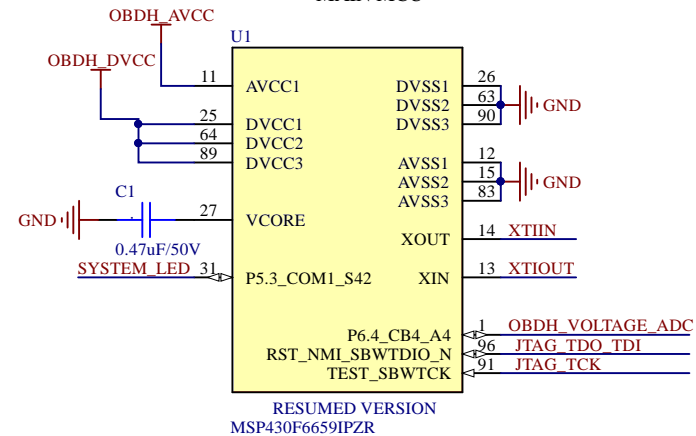 MAIN MCU
OBDH_AVCC
U1
OBDH_DVCC
11 AVCC1 DVSS1 26
DVSS2 63 GND
25 DVCC1 DVSS3 90
64 DVCC2
89 DVCC3 AVSS1 12
AVSS2 15 GND
C1 AVSS3 83
GND 27 VCORE
XOUT 14 XTIIN
0.47uF/50V
SYSTEM_LED 31 P5.3_COM1_S42 XIN 13 XTIOUT
P6.4_CB4_A4 1 OBDH_VOLTAGE_ADC
RST_NMI_SBWTDIO_N 96 JTAG_TDO_TDI
TEST_SBWTCK 91 JTAG_TCK
RESUMED VERSION
MSP430F6659IPZR